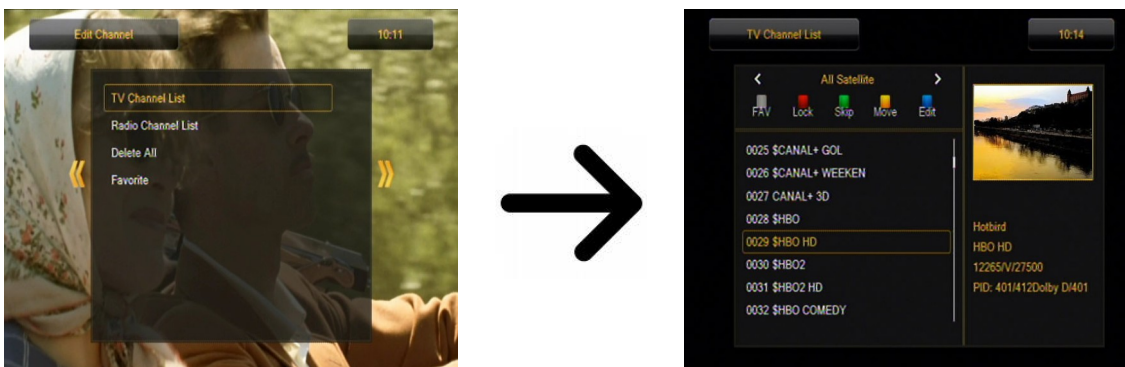 Edit Channel
10:11
TV Channel List
Radio Channel List
Delete All
Favorite
TV Channel List
10:14
All Satellite
FAV Lock Skip Move Edit
0025 $CANAL+ GOL
0026 $CANAL+ WEEKEN
0027 CANAL+ 3D
0028 $HBO
0029 $HBO HD
0030 $HBO2
0031 $HBO2 HD
0032 $HBO COMEDY
Hotbird
HBO HD
12265/V/27500
PID: 401/412Dolby D/401